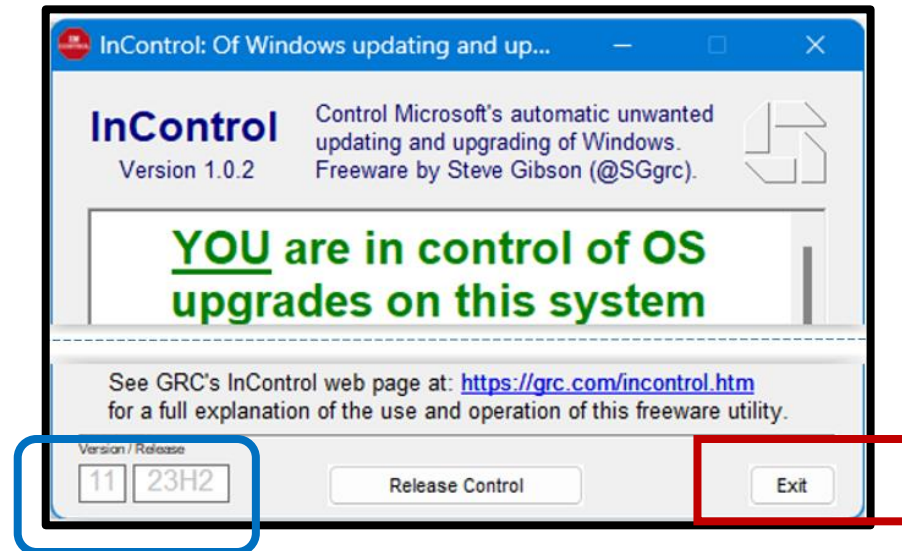 InControl: Of Windows updating and up...
InControl
Version 1.0.2
Control Microsoft's automatic unwanted
updating and upgrading of Windows.
Freeware by Steve Gibson (@SGgrc).
YOU are in control of OS
upgrades on this system
See GRC's InControl web page at: https://grc.com/incontrol.htm
for a full explanation of the use and operation of this freeware utility.
Version / Release
11 23H2
Release Control
Exit